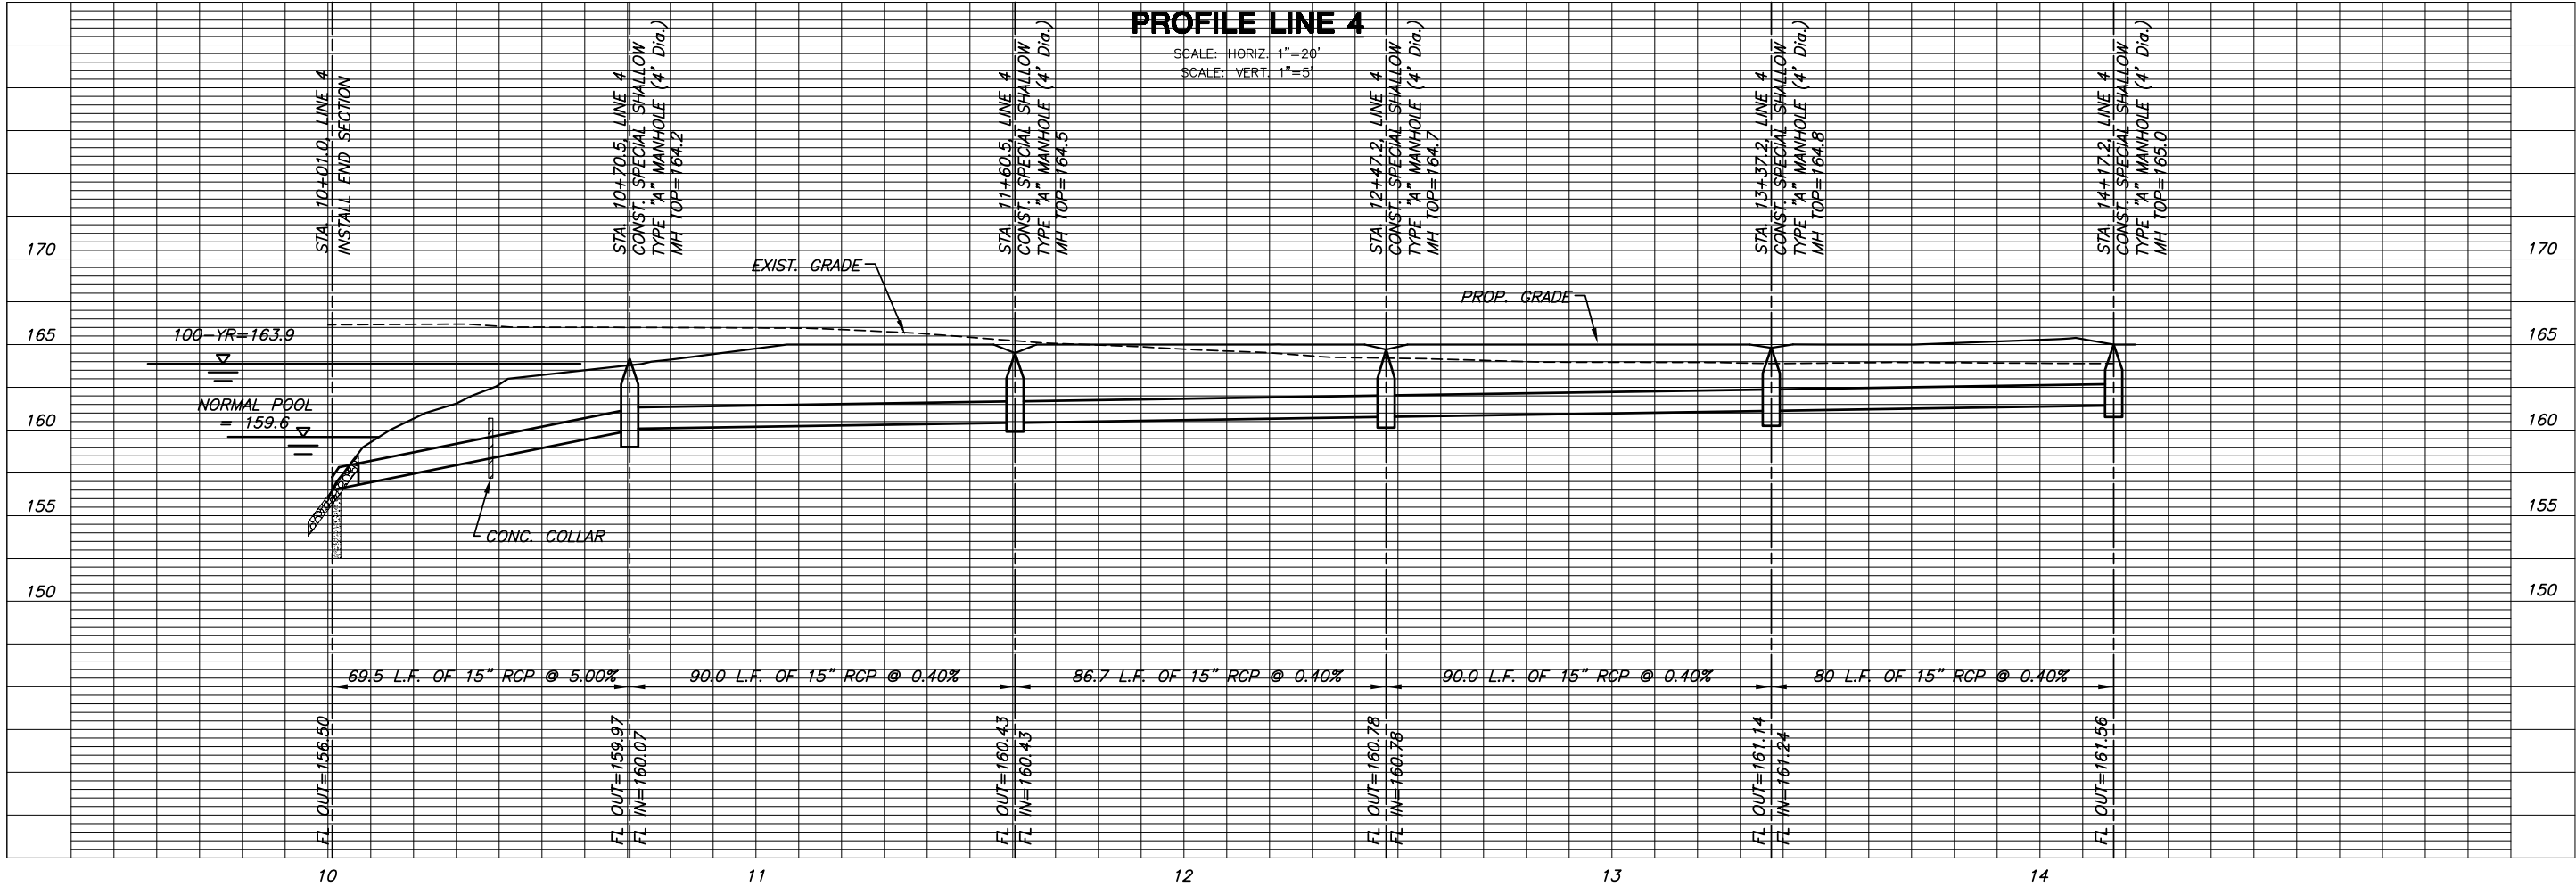 PROFILE LINE 4
SCALE: HORIZ. 1"=20'
SCALE: VERT. 1"=5'
STA. 10+01.0, LINE 4
INSTALL END SECTION
STA. 10+70.5, LINE 4
CONST. SPECIAL SHALLOW
TYPE "A" MANHOLE (4' Dia.)
MH TOP=164.2
STA. 11+60.5, LINE 4
CONST. SPECIAL SHALLOW
TYPE "A" MANHOLE (4' Dia.)
MH TOP=164.5
STA. 12+47.2, LINE 4
CONST. SPECIAL SHALLOW
TYPE "A" MANHOLE (4' Dia.)
MH TOP=164.7
STA. 13+37.2, LINE 4
CONST. SPECIAL SHALLOW
TYPE "A" MANHOLE (4' Dia.)
MH TOP=164.8
STA. 14+17.2, LINE 4
CONST. SPECIAL SHALLOW
TYPE "A" MANHOLE (4' Dia.)
MH TOP=165.0
170
170
EXIST. GRADE
PROP. GRADE
100-YR=163.9
165
165
NORMAL POOL
= 159.6
160
160
155
155
CONC. COLLAR
150
150
69.5 L.F. OF 15" RCP @ 5.00%
90.0 L.F. OF 15" RCP @ 0.40%
86.7 L.F. OF 15" RCP @ 0.40%
90.0 L.F. OF 15" RCP @ 0.40%
80 L.F. OF 15" RCP @ 0.40%
FL OUT=156.50
FL OUT=159.97
FL IN=160.07
FL OUT=160.43
FL IN=160.43
FL OUT=160.78
FL IN=160.78
FL OUT=161.14
FL IN=161.24
FL OUT=161.56
10
11
12
13
14